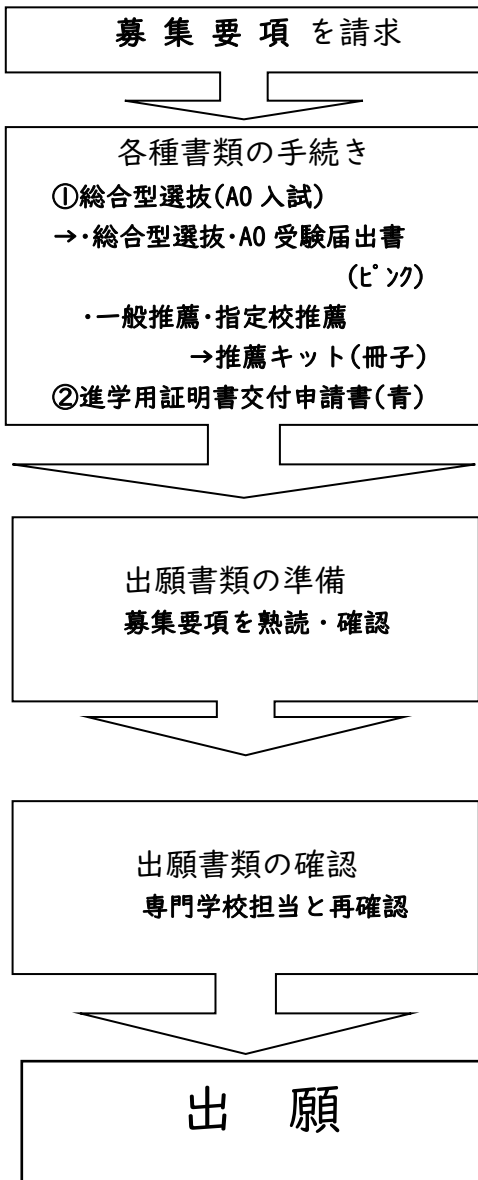 募 集 要 項 を請求
各種書類の手続き
①総合型選抜(AO 入試)
→・総合型選抜・AO 受験届出書
(ﾋﾟﾝｸ)
・一般推薦・指定校推薦
→推薦キット(冊子)
②進学用証明書交付申請書(青)
出願書類の準備
募集要項を熟読・確認
出願書類の確認
専門学校担当と再確認
出　願